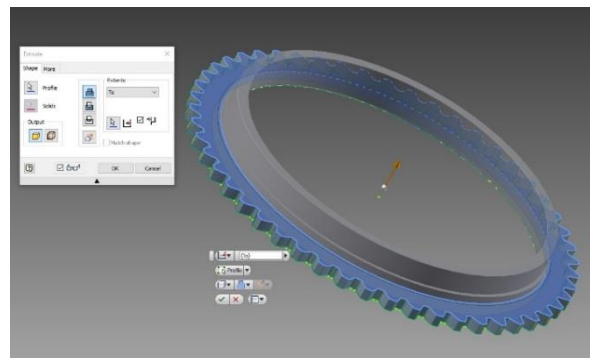 Extrude
Shape More
Profile
Solids
Output
Extents
To
Match shape
OK Cancel
Profile